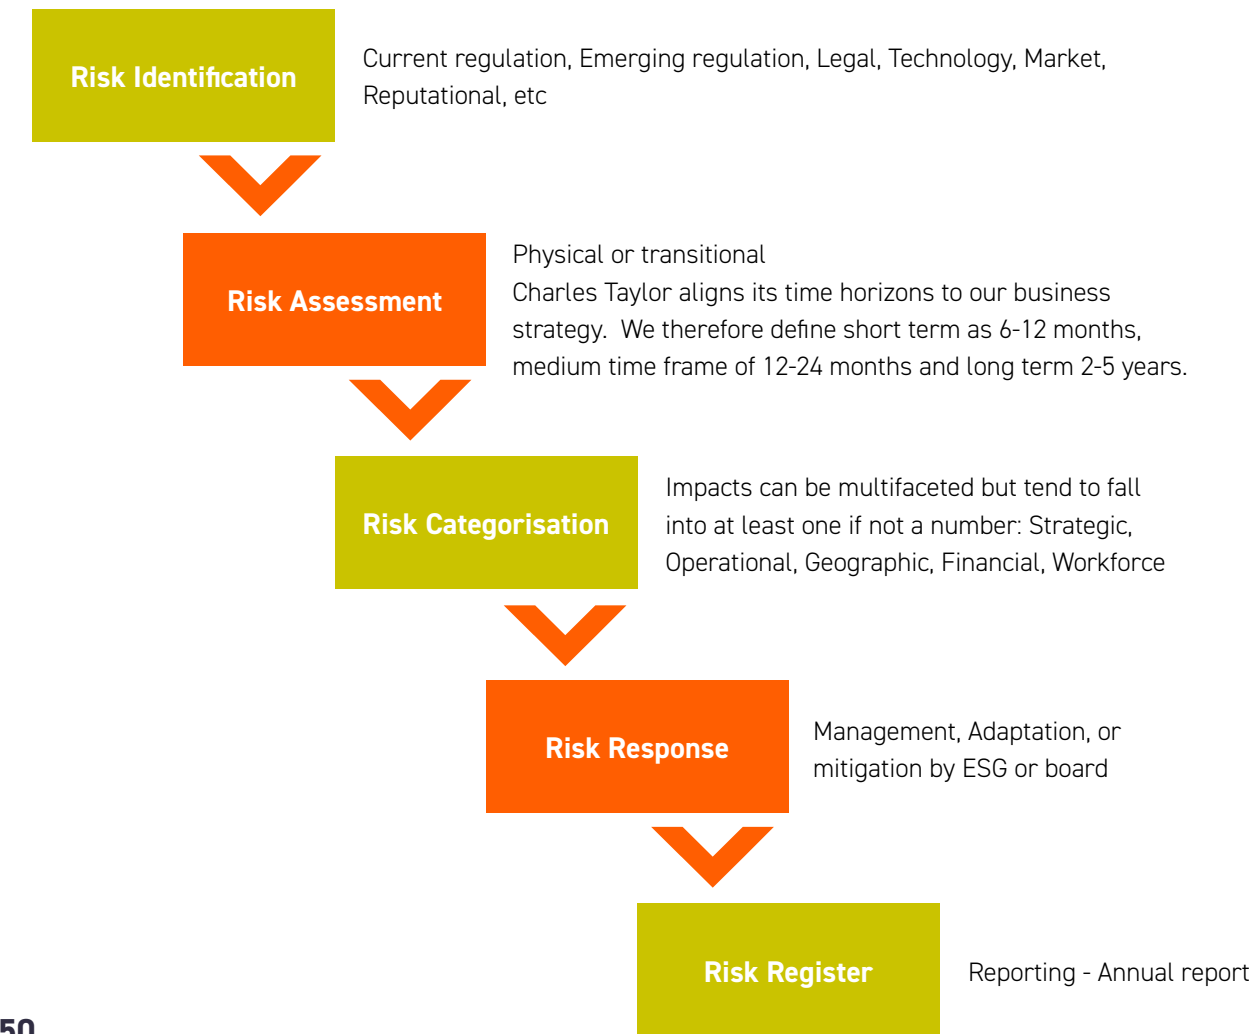 Risk Identification
Current regulation, Emerging regulation, Legal, Technology, Market,
Reputational, etc
Risk Assessment
Physical or transitional
Charles Taylor aligns its time horizons to our business
strategy.  We therefore define short term as 6-12 months,
medium time frame of 12-24 months and long term 2-5 years.
Risk Categorisation
Impacts can be multifaceted but tend to fall
into at least one if not a number: Strategic,
Operational, Geographic, Financial, Workforce
Risk Response
Management, Adaptation, or
mitigation by ESG or board
Risk Register
Reporting - Annual report
50